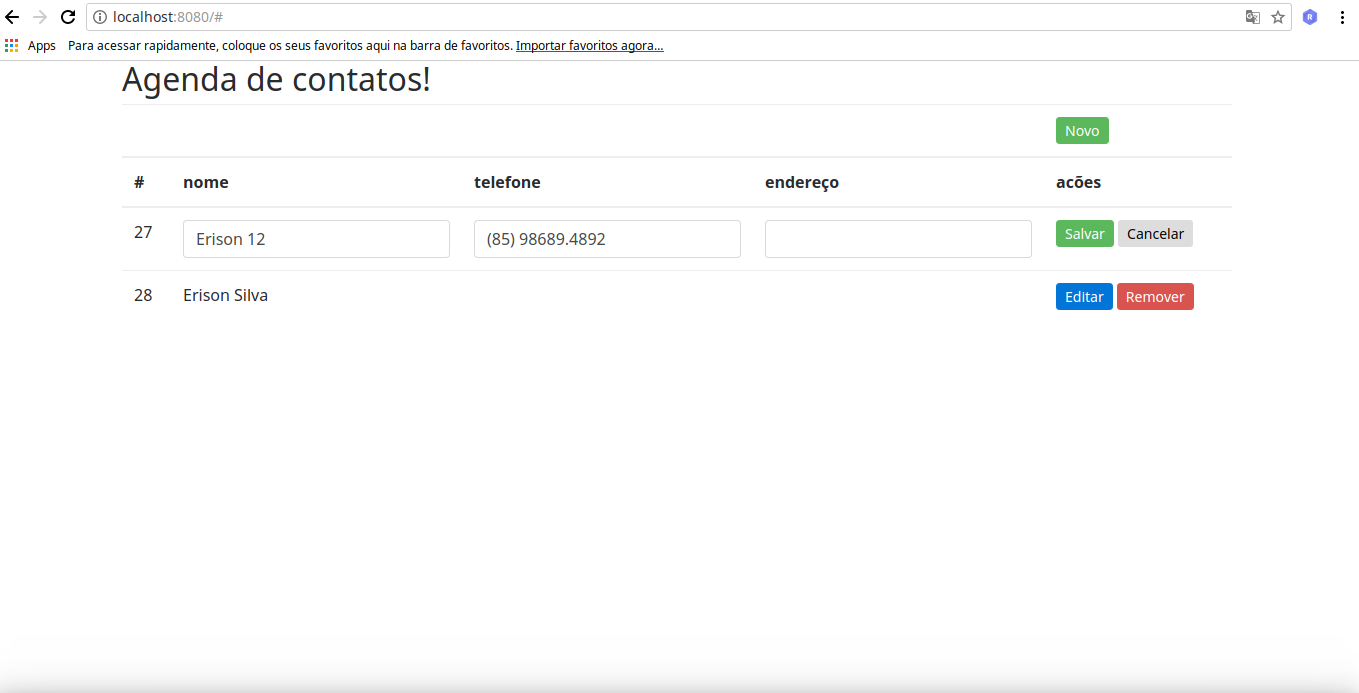 localhost:8080/#
Apps Para acessar rapidamente, coloque os seus favoritos aqui na barra de favoritos. Importar favoritos agora...
Agenda de contatos!
Novo
# nome telefone endereço acões
27 Erison 12 (85) 98689.4892 Salvar Cancelar
28 Erison Silva Editar Remover